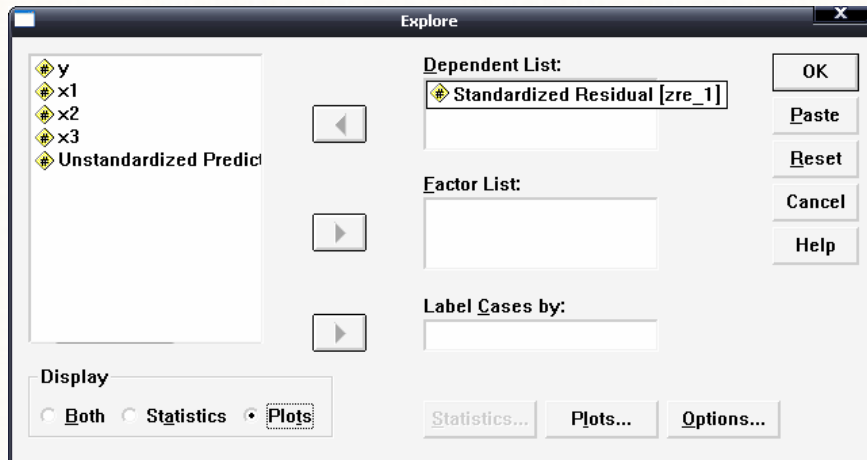 Explore
x
y
x1
x2
x3
Unstandardized Predict
Dependent List:
Standardized Residual [zre_1]
Factor List:
Label Cases by:
OK
Paste
Reset
Cancel
Help
Display
Both Statistics Plots
Statistics... Plots... Options...